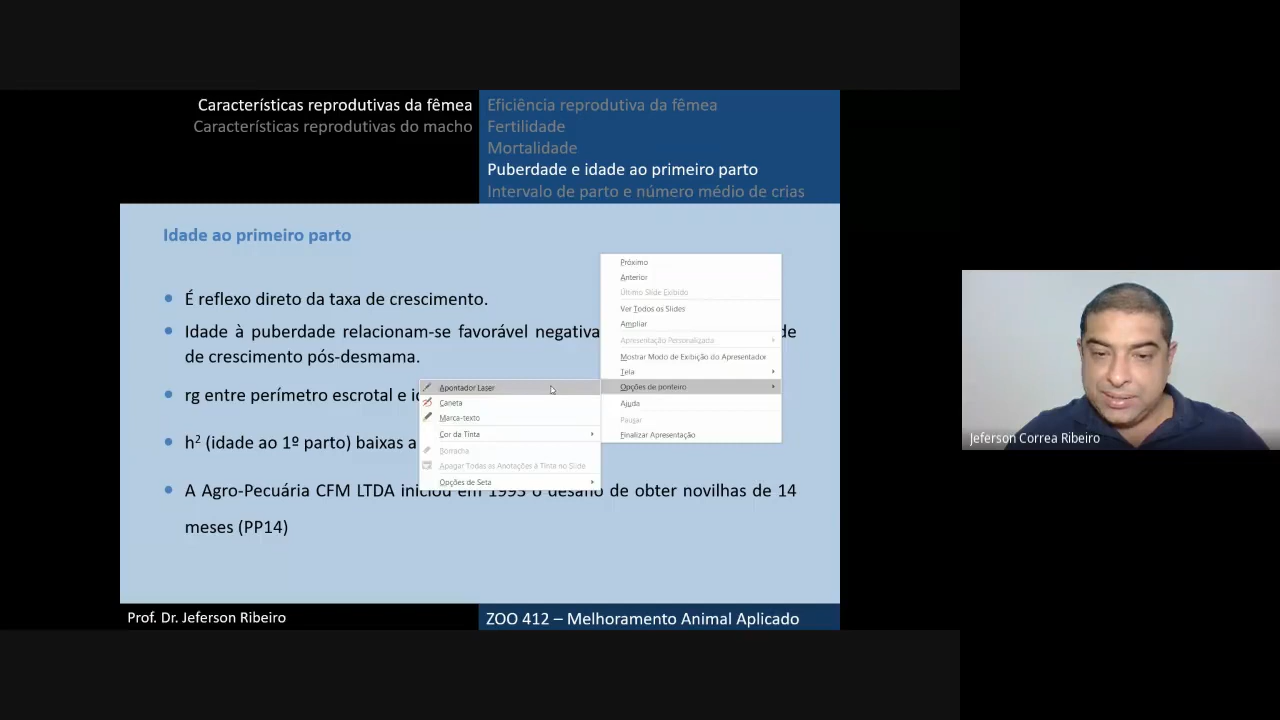 Características reprodutivas da fêmea
Características reprodutivas do macho
Eficiência reprodutiva da fêmea
Fertilidade
Mortalidade
Puberdade e idade ao primeiro parto
Intervalo de parto e número médio de crias
Idade ao primeiro parto
É reflexo direto da taxa de crescimento.
Idade à puberdade relacionam-se favorável
de crescimento pós-desmama.
rg entre perímetro escrotal e
h² (idade ao 1º parto) baixas a
A Agro-Pecuária CFM LTDA iniciou em 1993 o desafio de obter novilhas de 14
meses (PP14)
Próximo
Anterior
Último Slide Exibido
Ver Todos os Slides
Ampliar
Apresentação Personalizada
Mostrar Modo de Exibição do Apresentador
Tela
Opções de ponteiro
Ajuda
Pausar
Finalizar Apresentação
Apontador Laser
Caneta
Marca-texto
Cor da Tinta
Borracha
Apagar Todas as Anotações à Tinta no Slide
Opções de Seta
Prof. Dr. Jeferson Ribeiro
ZOO 412 – Melhoramento Animal Aplicado
Jeferson Correa Ribeiro